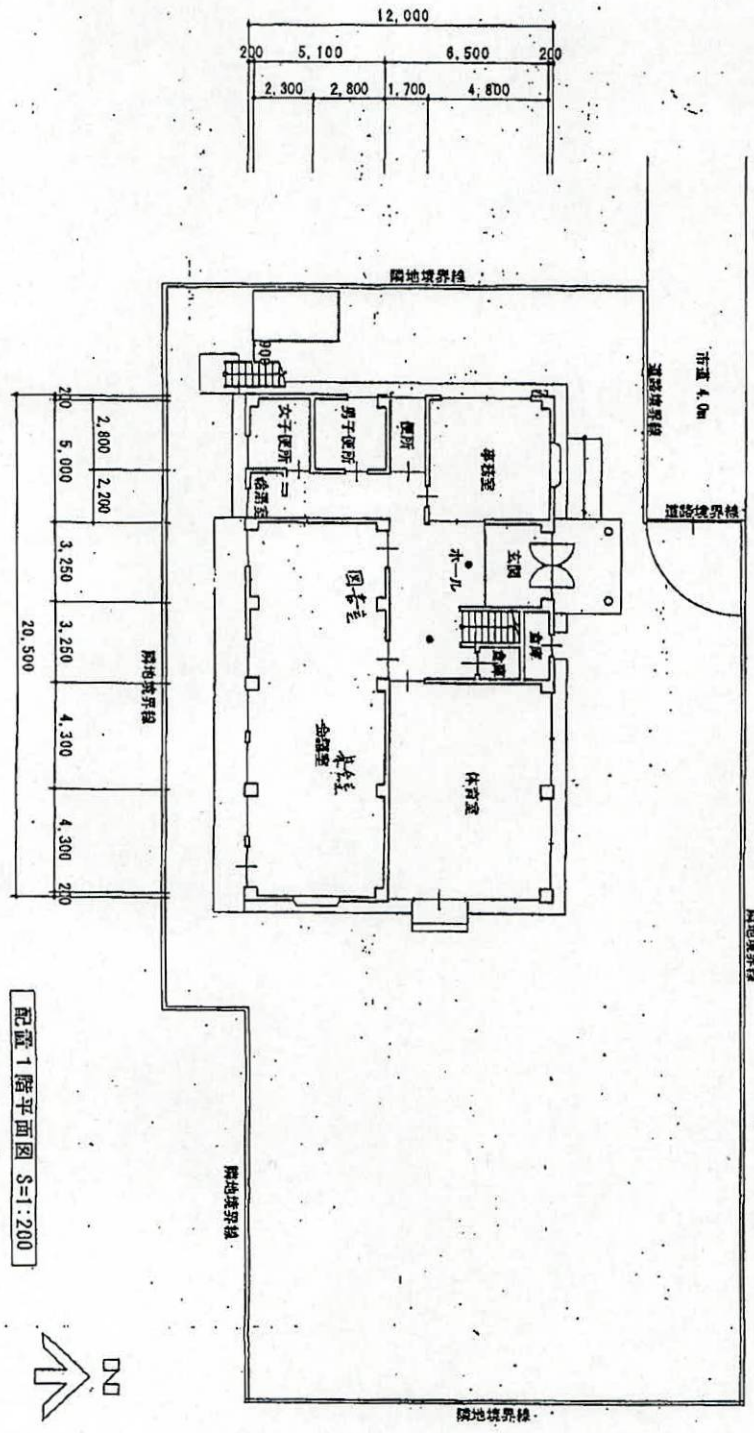 12,000
200 5,100 6,500 200
2,300 2,800 1,700 4,800
隣地境界線
市道 4.0m
道路境界線
道路境界線
隣地境界線
900
女子便所
男子便所
便所
事務室
給湯室
ホール
玄関
倉庫
倉庫
図書室
会議室
体育室
200 5,000 3,250 3,250 4,300 4,300 200
2,800 2,200
20,500
隣地境界線
隣地境界線
隣地境界線
配置1階平面図 S=1:200
N